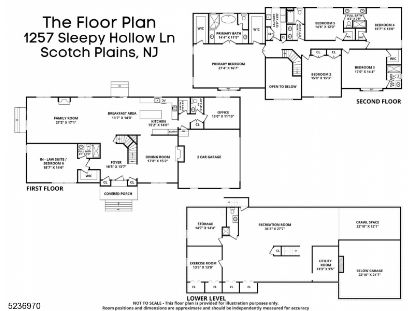 The Floor Plan
1257 Sleepy Hollow Ln
Scotch Plains, NJ
PRIMARY BATH
WIC
WIC
BEDROOM 5
BEDROOM 4
PRIMARY BEDROOM
OPEN TO BELOW
BEDROOM 2
BEDROOM 3
SECOND FLOOR
FAMILY ROOM
BREAKFAST AREA
KITCHEN
OFFICE
IN - LAW SUITE /
BEDROOM 6
WIC
FOYER
DINING ROOM
2 CAR GARAGE
FIRST FLOOR
COVERED PORCH
STORAGE
RECREATION ROOM
CRAWL SPACE
EXERCISE ROOM
UTILITY
ROOM
BELOW GARAGE
LOWER LEVEL
5236970
NOT TO SCALE - This floor plan is provided for illustration purposes only.
Room positions and dimensions are approximate and should be independently measured for accuracy